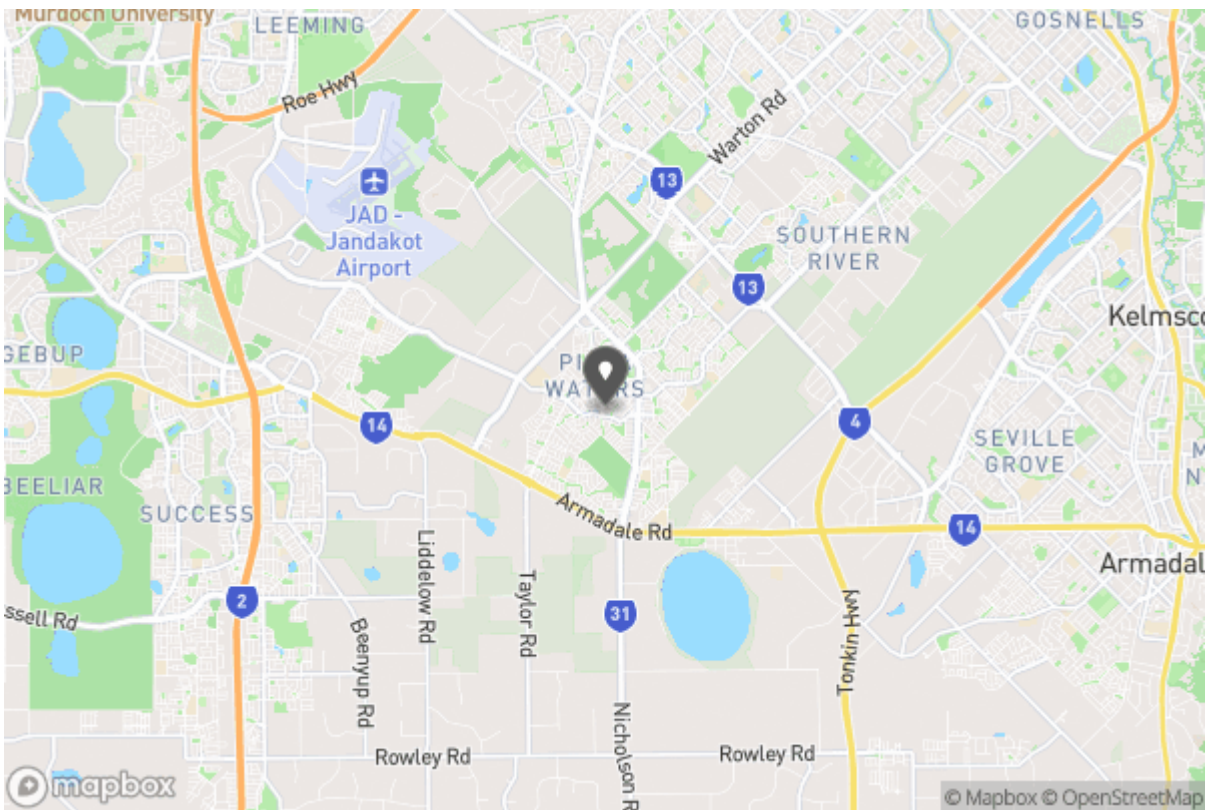 Murdoch University
LEEMING
GOSNELLS
Roe Hwy
Warton Rd
13
JAD -
Jandakot
Airport
SOUTHERN
RIVER
13
Kelmsco
GEBUP
WATERS
14
4
SEVILLE
GROVE
BEELIAR
SUCCESS
Armadale Rd
14
Armadal
Liddelow Rd
Taylor Rd
2
ssell Rd
31
Beenyup Rd
Tonkin Hwy
Nicholson R
Rowley Rd
Rowley Rd
mapbox
© Mapbox © OpenStreetMap